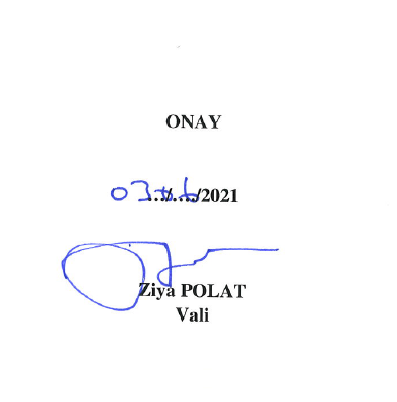 ONAY
03.../.../2021
Ziya POLAT
Vali